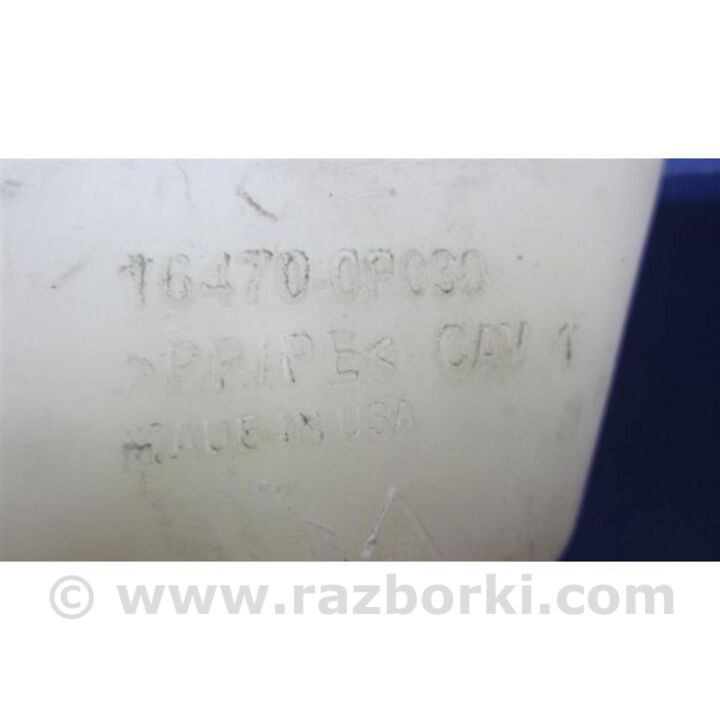 16470-0P030
>PP/PE< CAV 1
MADE IN USA
© www.razborki.com